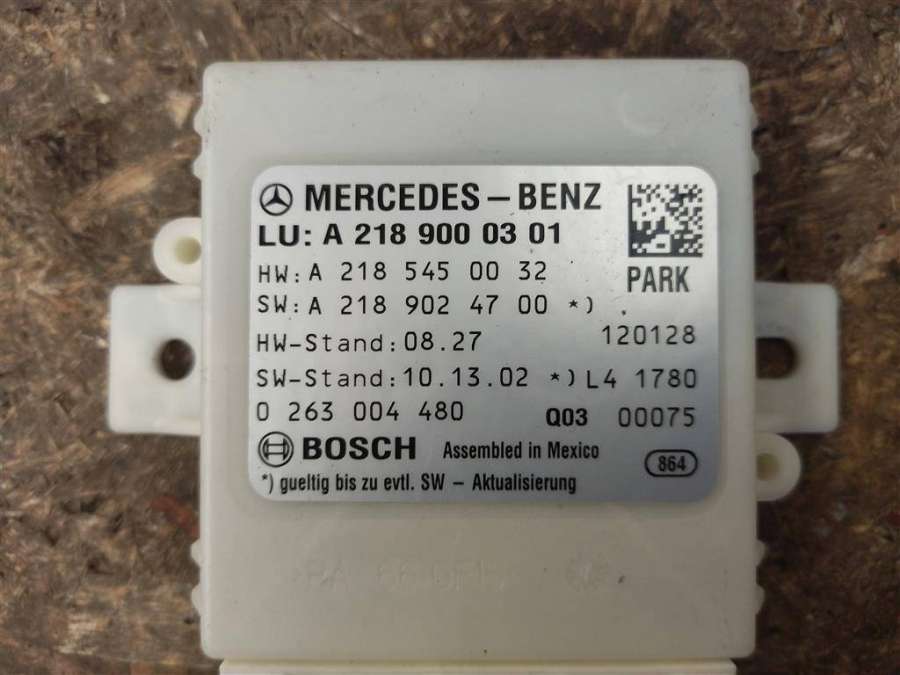 MERCEDES-BENZ
LU: A 218 900 03 01
PARK
HW: A 218 545 00 32
SW: A 218 902 47 00 *)
HW-Stand: 08.27 120128
SW-Stand: 10.13.02 *) L4 1780
0 263 004 480 Q03 00075
BOSCH Assembled in Mexico 864
*) gueltig bis zu evtl. SW - Aktualisierung